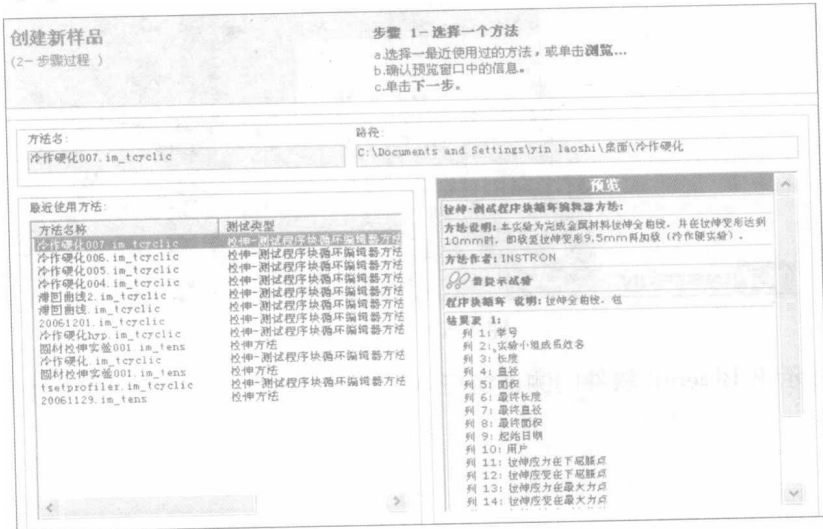 创建新样品
(2-步骤过程 )
步骤 1-选择一个方法
a.选择一最近使用过的方法，或单击浏览...
b.确认预览窗口中的信息。
c.单击下一步。
方法名:
冷作硬化007.im_tcyclic
路径:
C:\Documents and Settings\yin laoshi\桌面\冷作硬化
最近使用方法:
方法名称 测试类型
冷作硬化007.im_tcyclic 拉伸-测试程序块循环编辑器方法
冷作硬化006.im_tcyclic 拉伸-测试程序块循环编辑器方法
冷作硬化005.im_tcyclic 拉伸-测试程序块循环编辑器方法
冷作硬化004.im_tcyclic 拉伸-测试程序块循环编辑器方法
滞回曲线2.im_tcyclic 拉伸-测试程序块循环编辑器方法
滞回曲线.im_tcyclic 拉伸-测试程序块循环编辑器方法
20061201.im_tcyclic 拉伸-测试程序块循环编辑器方法
冷作硬化hyp.im_tcyclic 拉伸-测试程序块循环编辑器方法
圆材拉伸实验001.im_tens 拉伸方法
冷作硬化.im_tcyclic 拉伸-测试程序块循环编辑器方法
圆材拉伸实验001.im_tens 拉伸方法
tsetprofiler.im_tcyclic 拉伸-测试程序块循环编辑器方法
20061129.im_tens 拉伸方法
预览
拉伸-测试程序块循环编辑器方法:
方法说明:本实验为完成金属材料拉伸全曲线，并在拉伸变形达到
10mm时，卸载至拉伸变形9.5mm再加载（冷作硬实验）。
方法作者:INSTRON
需提示试验
程序块循环 说明:拉伸全曲线，包
结果表 1:
列 1: 学号
列 2: 实验小组成员姓名
列 3: 长度
列 4: 直径
列 5: 面积
列 6: 最终长度
列 7: 最终直径
列 8: 最终面积
列 9: 起始日期
列 10: 用户
列 11: 拉伸应力在下屈服点
列 12: 拉伸应变在下屈服点
列 13: 拉伸应力在最大力点
列 14: 拉伸应变在最大力点